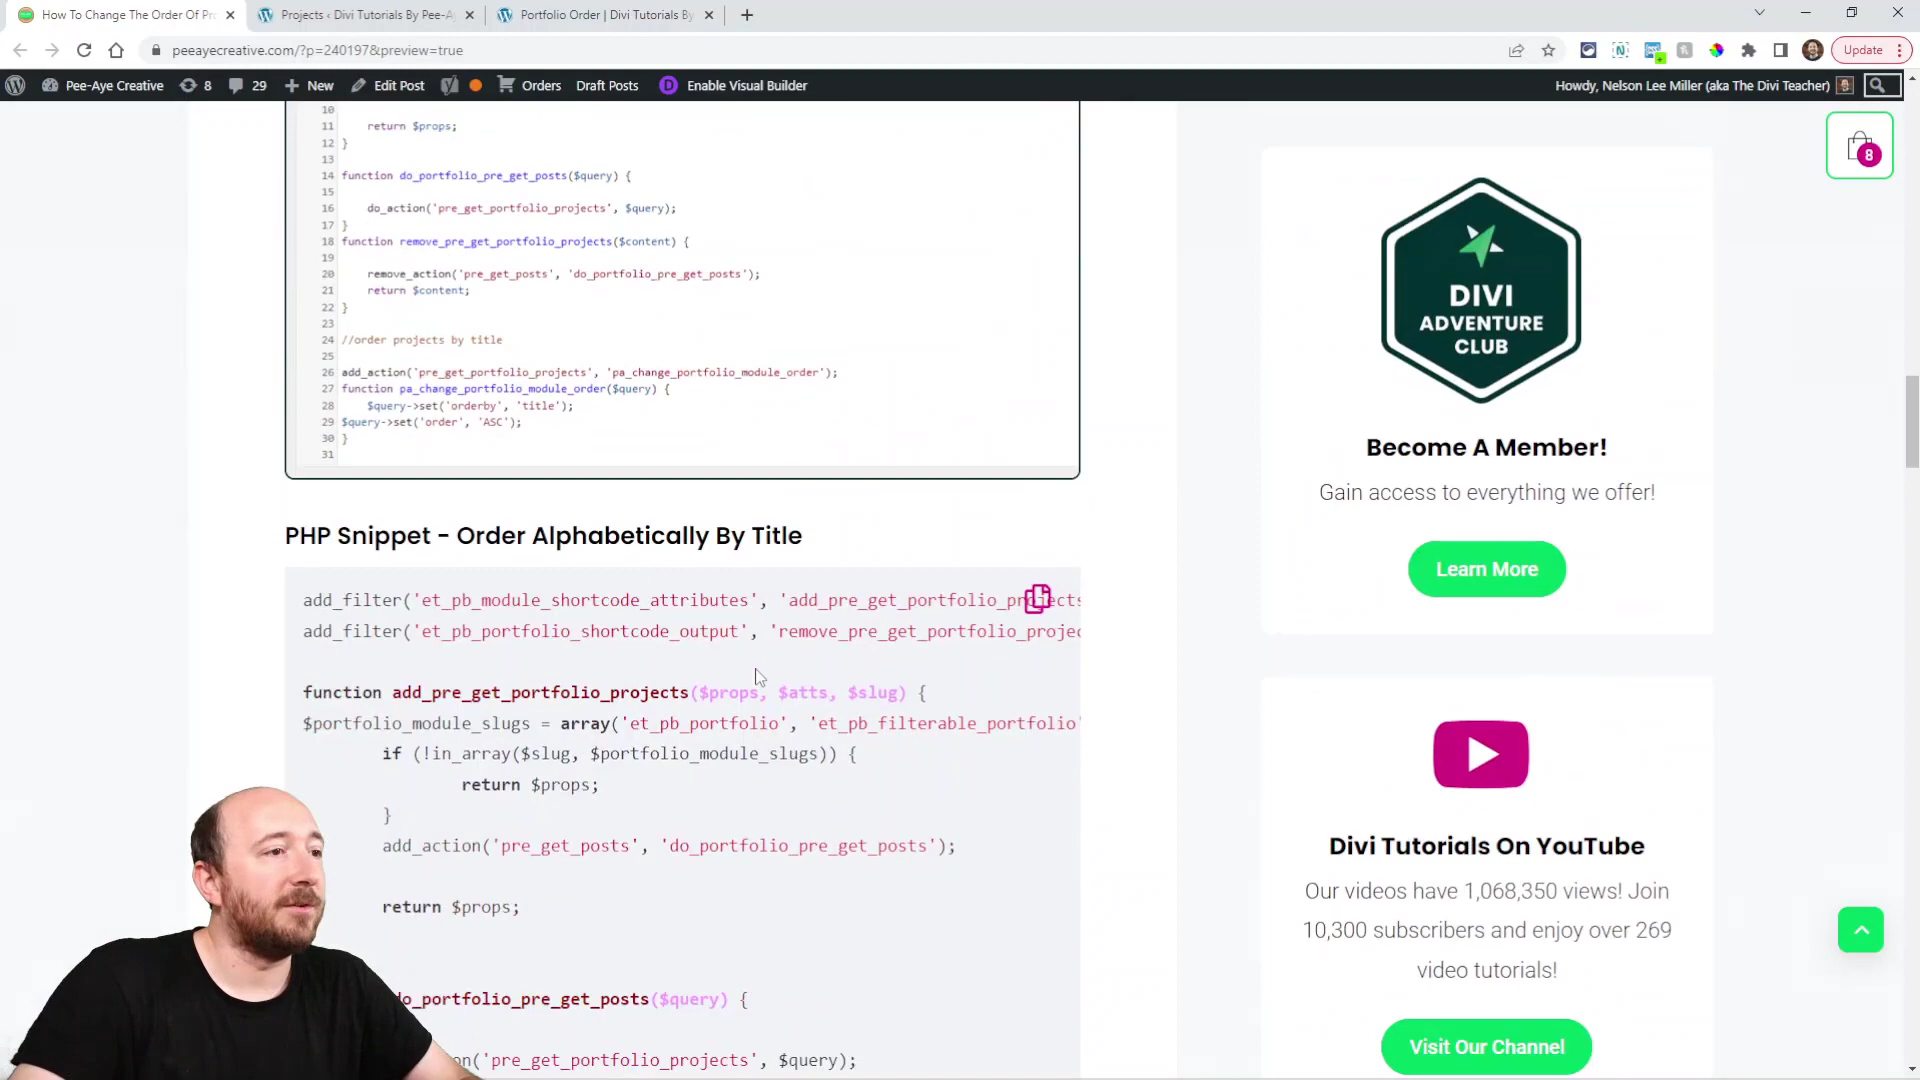 How To Change The Order Of Pr
Projects ‹ Divi Tutorials By Pee-A
Portfolio Order | Divi Tutorials By
peeayecreative.com/?p=240197&preview=true
Update
Pee-Aye Creative
8
29
New
Edit Post
Orders
Draft Posts
Enable Visual Builder
Howdy, Nelson Lee Miller (aka The Divi Teacher)
8
10
11 return $props;
12 }
13
14 function do_portfolio_pre_get_posts($query) {
15
16 do_action('pre_get_portfolio_projects', $query);
17 }
18 function remove_pre_get_portfolio_projects($content) {
19
20 remove_action('pre_get_posts', 'do_portfolio_pre_get_posts');
21 return $content;
22 }
23
24 //order projects by title
25
26 add_action('pre_get_portfolio_projects', 'pa_change_portfolio_module_order');
27 function pa_change_portfolio_module_order($query) {
28 $query->set('orderby', 'title');
29 $query->set('order', 'ASC');
30 }
31
PHP Snippet - Order Alphabetically By Title
add_filter('et_pb_module_shortcode_attributes', 'add_pre_get_portfolio_projects
add_filter('et_pb_portfolio_shortcode_output', 'remove_pre_get_portfolio_projec
function add_pre_get_portfolio_projects($props, $atts, $slug) {
$portfolio_module_slugs = array('et_pb_portfolio', 'et_pb_filterable_portfolio'
if (!in_array($slug, $portfolio_module_slugs)) {
return $props;
}
add_action('pre_get_posts', 'do_portfolio_pre_get_posts');
return $props;
do_portfolio_pre_get_posts($query) {
on('pre_get_portfolio_projects', $query);
DIVI
ADVENTURE
CLUB
Become A Member!
Gain access to everything we offer!
Learn More
Divi Tutorials On YouTube
Our videos have 1,068,350 views! Join
10,300 subscribers and enjoy over 269
video tutorials!
Visit Our Channel